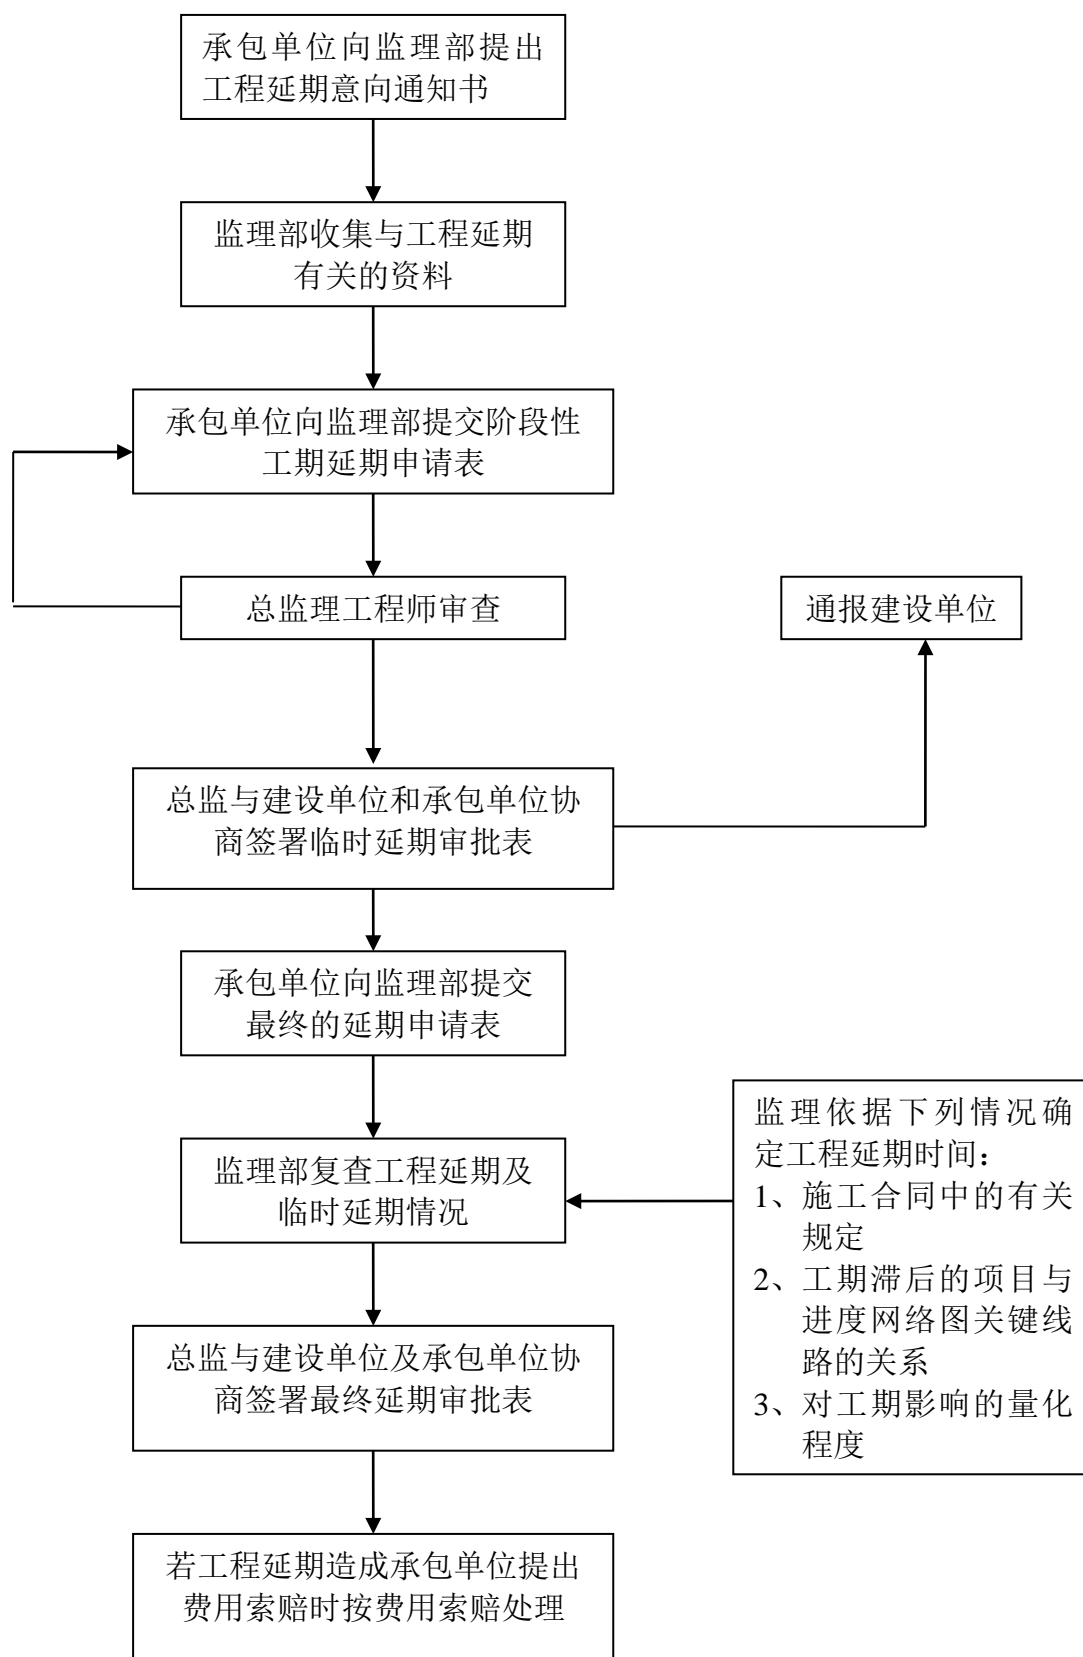 承包单位向监理部提出
工程延期意向通知书
监理部收集与工程延期
有关的资料
承包单位向监理部提交阶段性
工期延期申请表
总监理工程师审查
通报建设单位
总监与建设单位和承包单位协
商签署临时延期审批表
承包单位向监理部提交
最终的延期申请表
监理部复查工程延期及
临时延期情况
监理依据下列情况确
定工程延期时间：
1、施工合同中的有关
规定
2、工期滞后的项目与
进度网络图关键线
路的关系
3、对工期影响的量化
程度
总监与建设单位及承包单位协
商签署最终延期审批表
若工程延期造成承包单位提出
费用索赔时按费用索赔处理